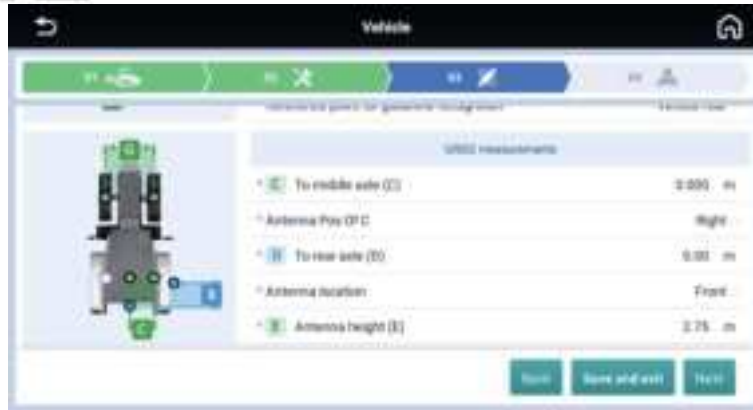 Vehicle
GNSS measurements
* C To middle axle (C) 0.000 m
* Antenna Pos Of C Right
* D To rear axle (D) 0.00 m
* Antenna location Front
* E Antenna height (E) 2.75 m
Save and exit Next